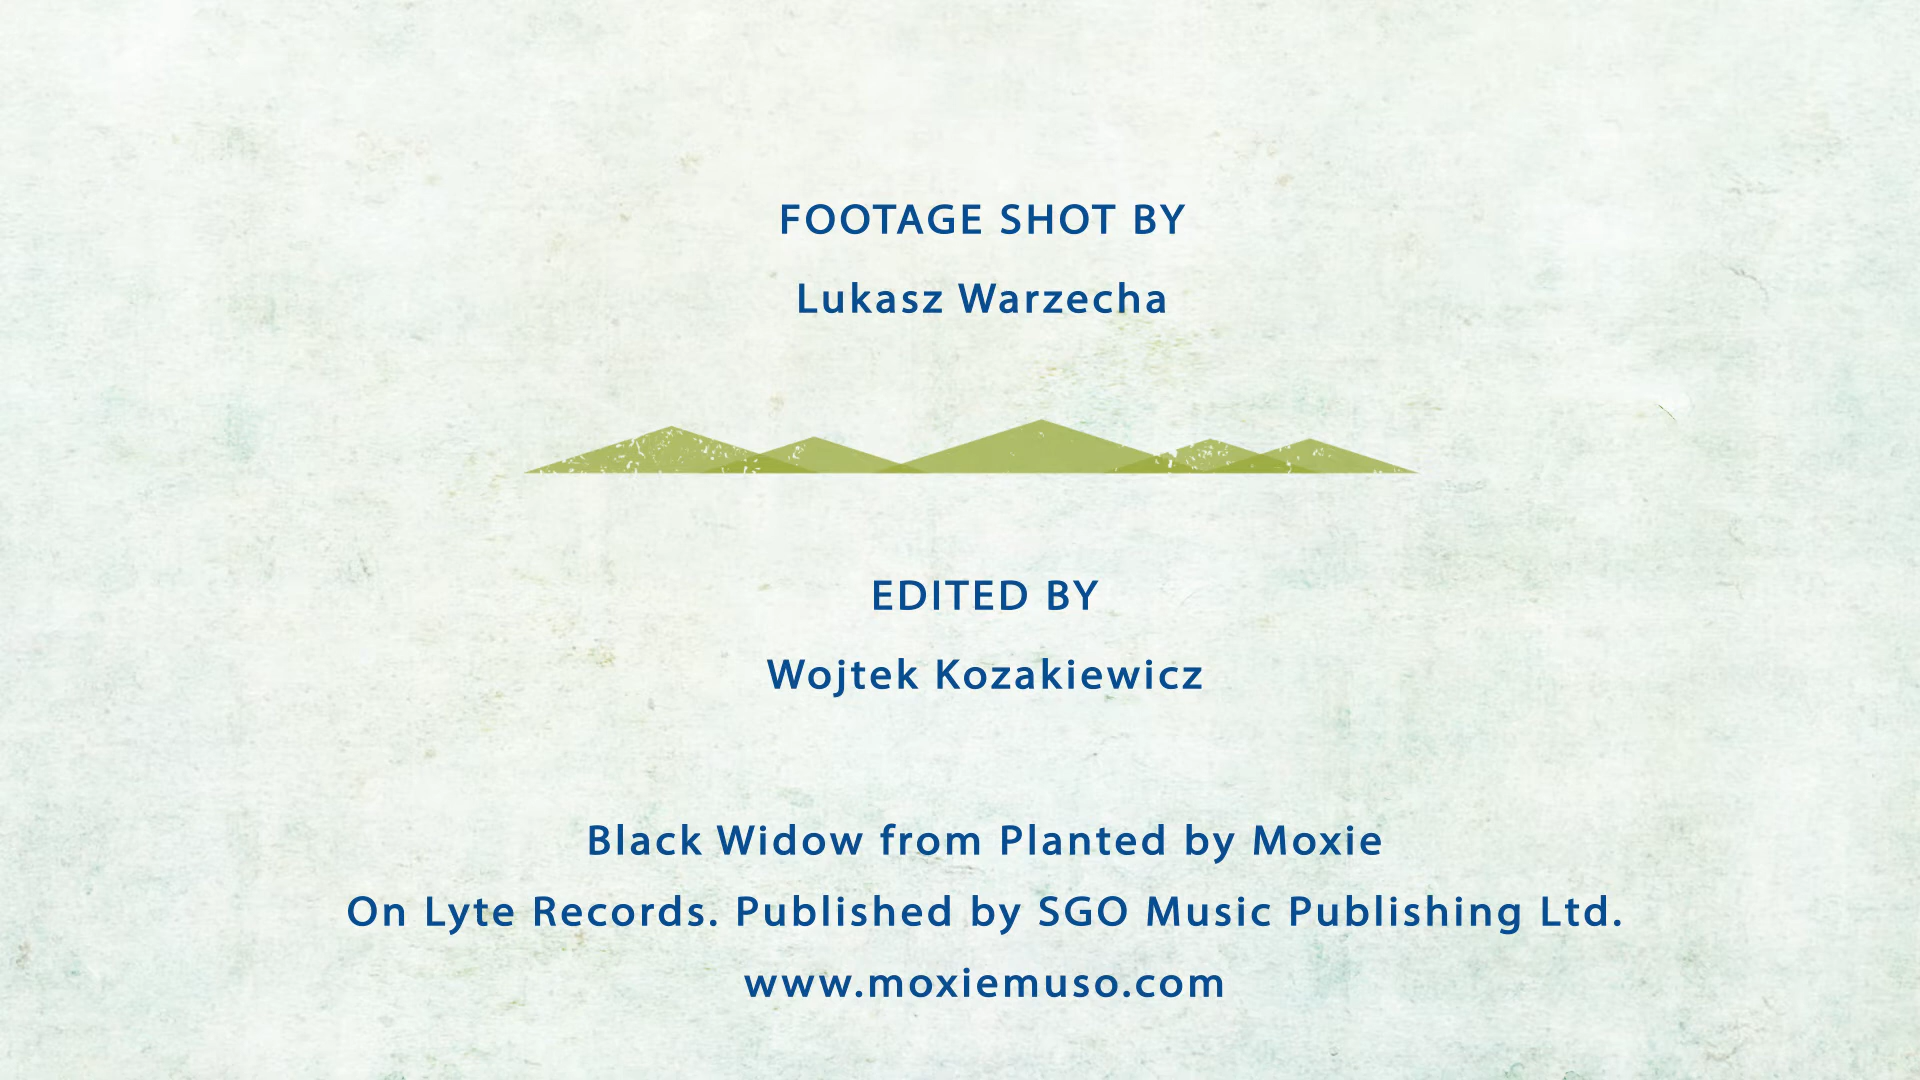 FOOTAGE SHOT BY
Lukasz Warzecha
EDITED BY
Wojtek Kozakiewicz
Black Widow from Planted by Moxie
On Lyte Records. Published by SGO Music Publishing Ltd.
www.moxiemuso.com